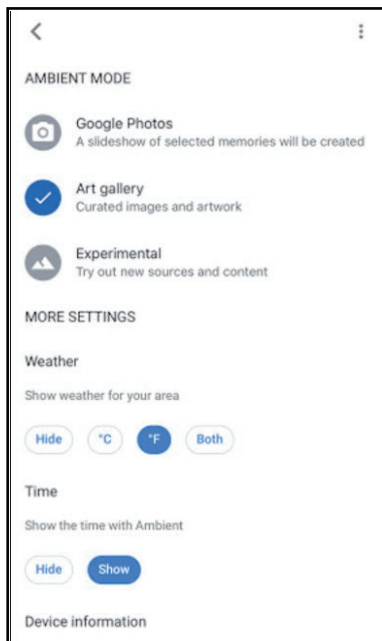 AMBIENT MODE
Google Photos
A slideshow of selected memories will be created
Art gallery
Curated images and artwork
Experimental
Try out new sources and content
MORE SETTINGS
Weather
Show weather for your area
Hide °C °F Both
Time
Show the time with Ambient
Hide Show
Device information